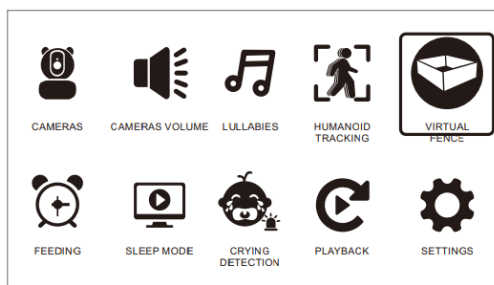 CAMERAS
CAMERAS VOLUME
LULLABIES
HUMANOID
TRACKING
VIRTUAL
FENCE
FEEDING
SLEEP MODE
CRYING
DETECTION
PLAYBACK
SETTINGS